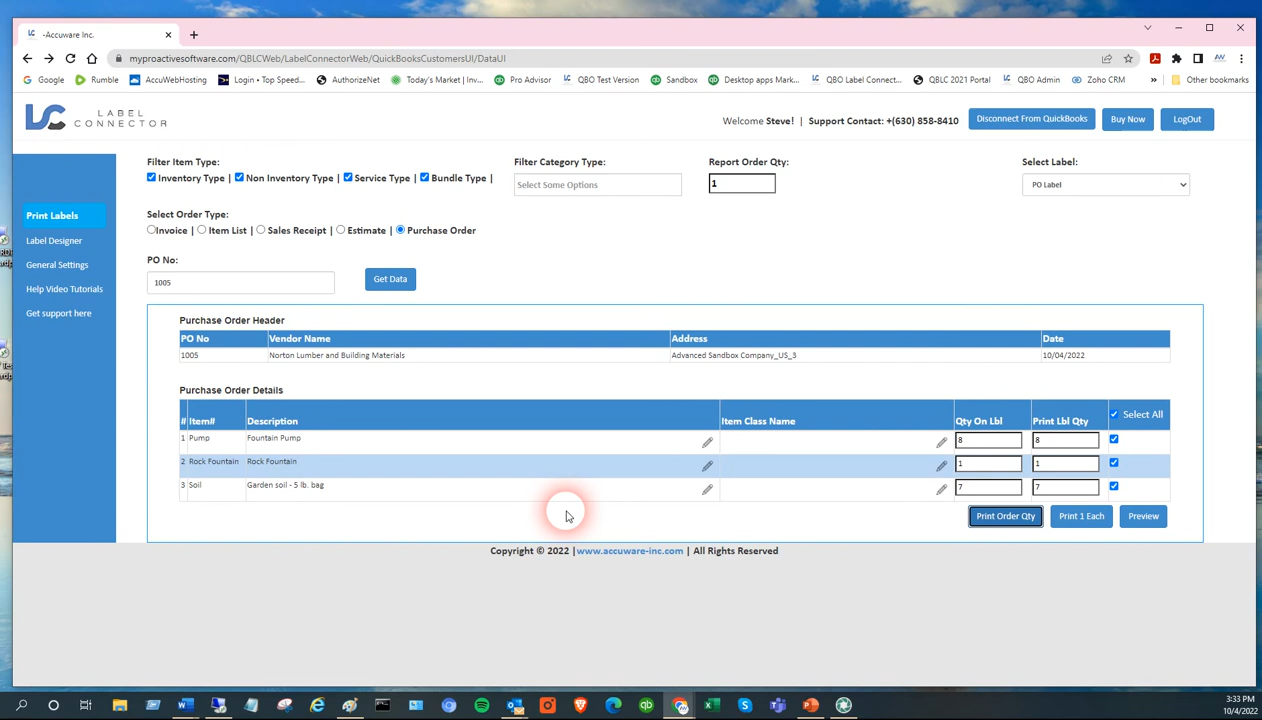 -Accuware Inc.
myproactivesoftware.com/QBLCWeb/LabelConnectorWeb/QuickBooksCustomersUI/DataUI
Google Rumble AccuWebHosting Login • Top Speed... AuthorizeNet Today's Market | Inv... Pro Advisor QBO Test Version Sandbox Desktop apps Mark... QBO Label Connect... QBLC 2021 Portal QBO Admin Zoho CRM » Other bookmarks
LC LABEL
CONNECTOR
Welcome Steve! | Support Contact: +(630) 858-8410 Disconnect From QuickBooks Buy Now LogOut
Print Labels
Label Designer
General Settings
Help Video Tutorials
Get support here
Filter Item Type: Filter Category Type: Report Order Qty: Select Label:
Inventory Type | Non Inventory Type | Service Type | Bundle Type | Select Some Options 1 PO Label
Select Order Type:
Invoice | Item List | Sales Receipt | Estimate | Purchase Order
PO No:
1005 Get Data
Purchase Order Header
PO No Vendor Name Address Date
1005 Norton Lumber and Building Materials Advanced Sandbox Company_US_3 10/04/2022
Purchase Order Details
# Item# Description Item Class Name Qty On Lbl Print Lbl Qty Select All
1 Pump Fountain Pump 8 8
2 Rock Fountain Rock Fountain 1 1
3 Soil Garden soil - 5 lb. bag 7 7
Print Order Qty Print 1 Each Preview
Copyright © 2022 |www.accuware-inc.com | All Rights Reserved
3:33 PM
10/4/2022